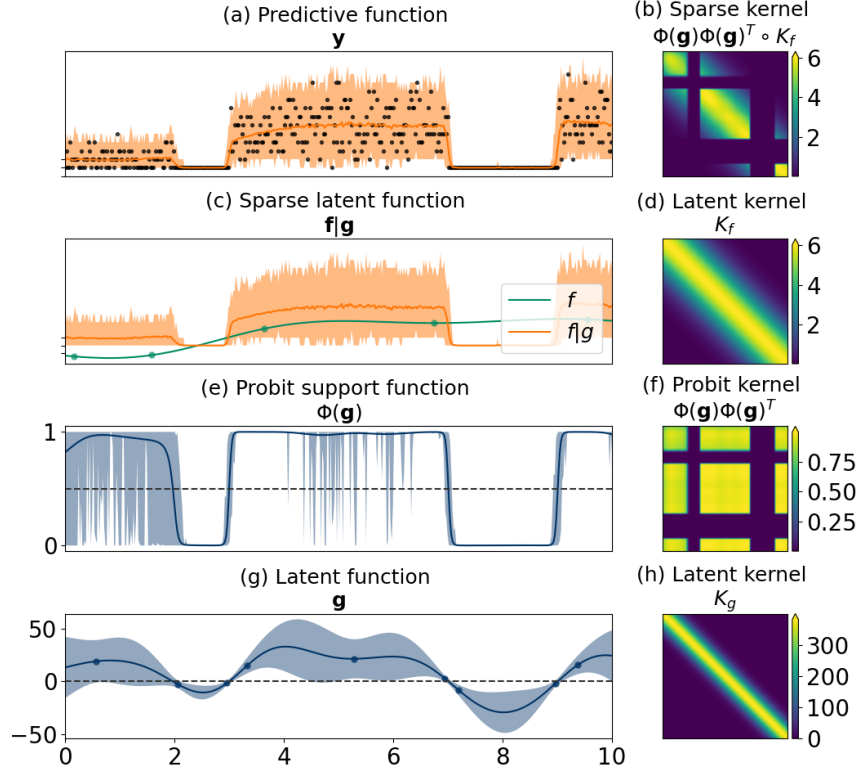 (a) Predictive function
y
(b) Sparse kernel
Φ(g)Φ(g)ᵀ ∘ K_f
6
4
2
(c) Sparse latent function
f|g
f
f|g
(d) Latent kernel
K_f
6
4
2
(e) Probit support function
Φ(g)
1
0
(f) Probit kernel
Φ(g)Φ(g)ᵀ
0.75
0.50
0.25
(g) Latent function
g
50
0
−50
0 2 4 6 8 10
(h) Latent kernel
K_g
300
200
100
0